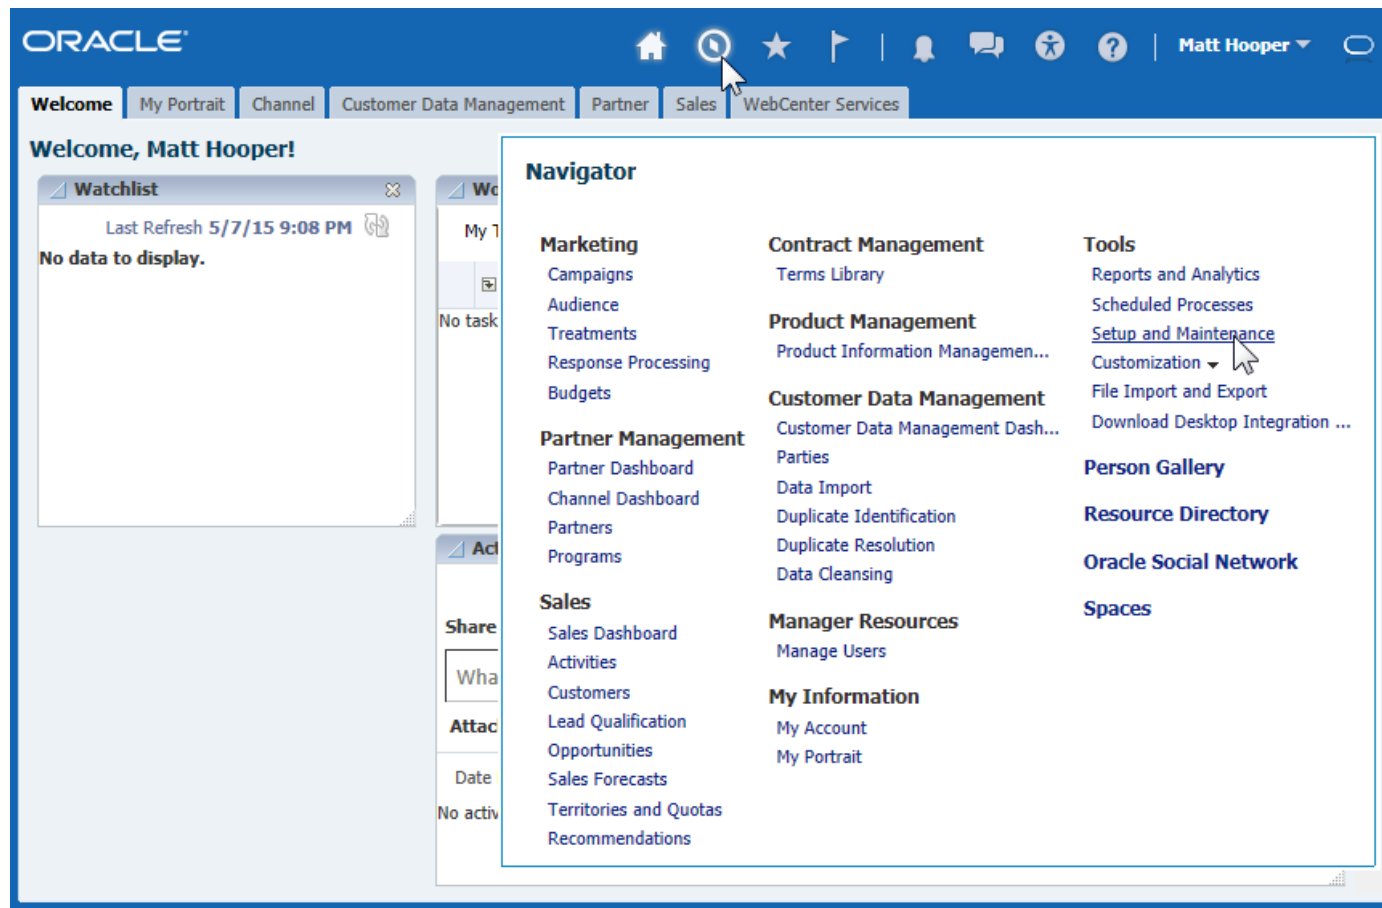 ORACLE
Matt Hooper
Welcome
My Portrait
Channel
Customer Data Management
Partner
Sales
WebCenter Services
Welcome, Matt Hooper!
Watchlist
Last Refresh 5/7/15 9:08 PM
No data to display.
My
No task
Share
Date
Navigator
Marketing
Campaigns
Audience
Treatments
Response Processing
Budgets
Partner Management
Partner Dashboard
Channel Dashboard
Partners
Programs
Sales
Sales Dashboard
Activities
Customers
Lead Qualification
Opportunities
Sales Forecasts
Territories and Quotas
Recommendations
Contract Management
Terms Library
Product Management
Product Information Managemen...
Customer Data Management
Customer Data Management Dash...
Parties
Data Import
Duplicate Identification
Duplicate Resolution
Data Cleansing
Manager Resources
Manage Users
My Information
My Account
My Portrait
Tools
Reports and Analytics
Scheduled Processes
Setup and Maintenance
Customization
File Import and Export
Download Desktop Integration ...
Person Gallery
Resource Directory
Oracle Social Network
Spaces